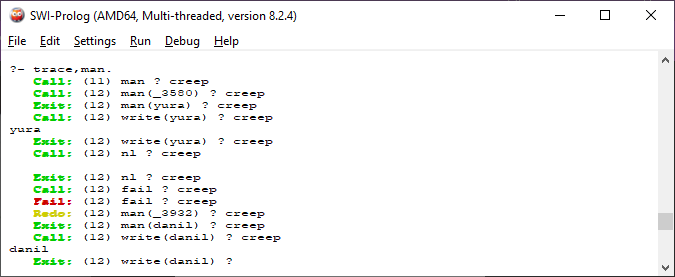 SWI-Prolog (AMD64, Multi-threaded, version 8.2.4)
File Edit Settings Run Debug Help
?- trace,man.
Call: (11) man ? creep
Call: (12) man(_3580) ? creep
Exit: (12) man(yura) ? creep
Call: (12) write(yura) ? creep
yura
Exit: (12) write(yura) ? creep
Call: (12) nl ? creep
Exit: (12) nl ? creep
Call: (12) fail ? creep
Fail: (12) fail ? creep
Redo: (12) man(_3932) ? creep
Exit: (12) man(danil) ? creep
Call: (12) write(danil) ? creep
danil
Exit: (12) write(danil) ?